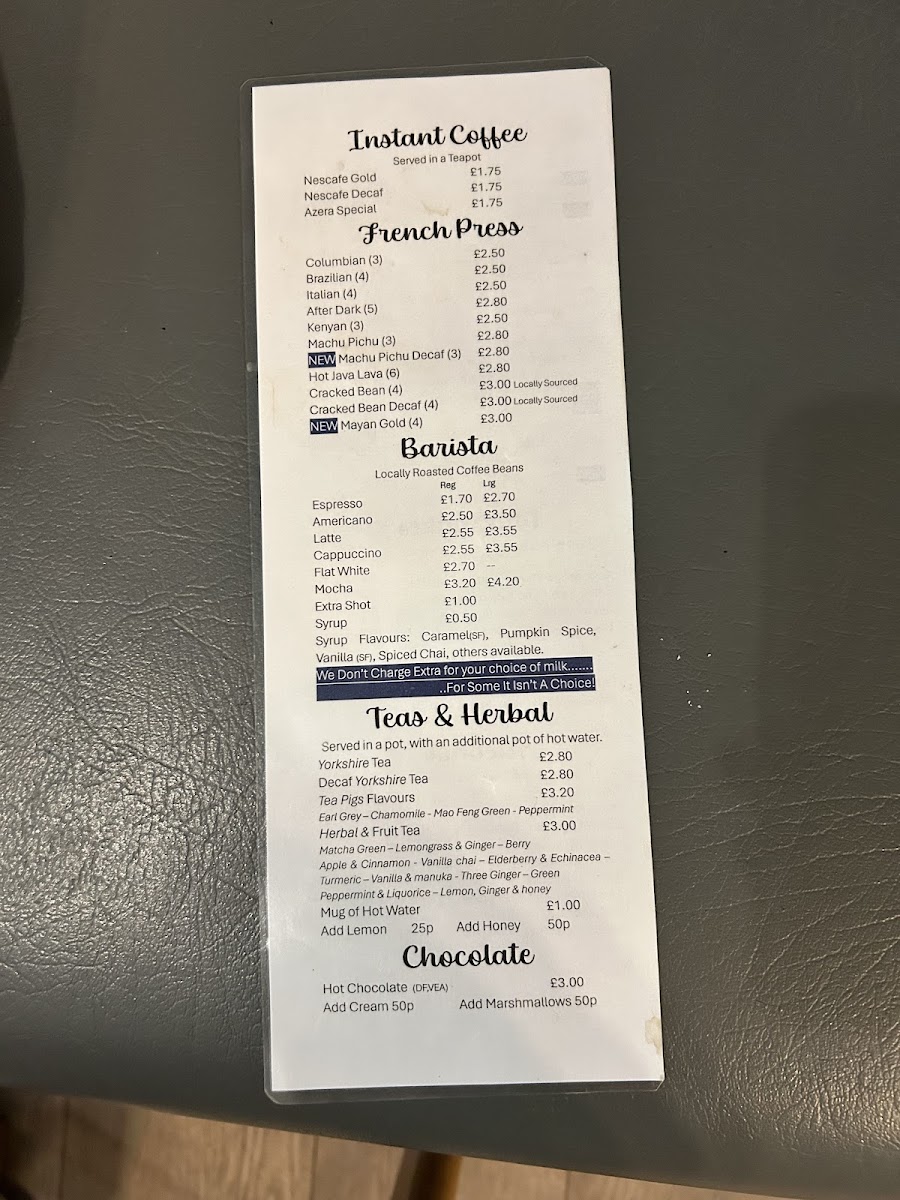 Instant Coffee
Served in a Teapot
Nescafe Gold £1.75
Nescafe Decaf £1.75
Azera Special £1.75
French Press
Columbian (3) £2.50
Brazilian (4) £2.50
Italian (4) £2.50
After Dark (5) £2.80
Kenyan (3) £2.50
Machu Pichu (3) £2.80
NEW Machu Pichu Decaf (3) £2.80
Hot Java Lava (6) £2.80
Cracked Bean (4) £3.00 Locally Sourced
Cracked Bean Decaf (4) £3.00 Locally Sourced
NEW Mayan Gold (4) £3.00
Barista
Locally Roasted Coffee Beans
Reg Lrg
Espresso £1.70 £2.70
Americano £2.50 £3.50
Latte £2.55 £3.55
Cappuccino £2.55 £3.55
Flat White £2.70 --
Mocha £3.20 £4.20
Extra Shot £1.00
Syrup £0.50
Syrup Flavours: Caramel(SF), Pumpkin Spice,
Vanilla (SF), Spiced Chai, others available.
We Don't Charge Extra for your choice of milk.......
..For Some It Isn't A Choice!
Teas & Herbal
Served in a pot, with an additional pot of hot water.
Yorkshire Tea £2.80
Decaf Yorkshire Tea £2.80
Tea Pigs Flavours £3.20
Earl Grey – Chamomile - Mao Feng Green - Peppermint
Herbal & Fruit Tea £3.00
Matcha Green – Lemongrass & Ginger – Berry
Apple & Cinnamon - Vanilla chai – Elderberry & Echinacea –
Turmeric – Vanilla & manuka - Three Ginger – Green
Peppermint & Liquorice – Lemon, Ginger & honey
Mug of Hot Water £1.00
Add Lemon 25p Add Honey 50p
Chocolate
Hot Chocolate (DF,VEA) £3.00
Add Cream 50p Add Marshmallows 50p